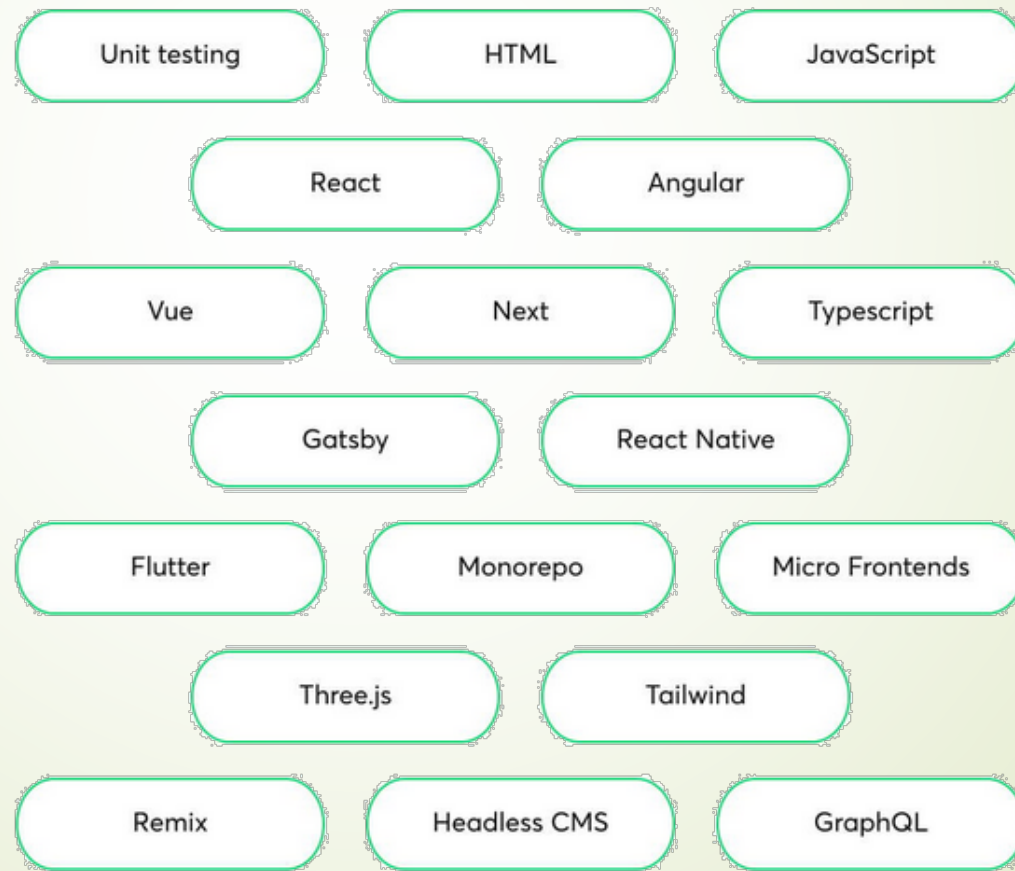 Unit testing
HTML
JavaScript
React
Angular
Vue
Next
Typescript
Gatsby
React Native
Flutter
Monorepo
Micro Frontends
Three.js
Tailwind
Remix
Headless CMS
GraphQL